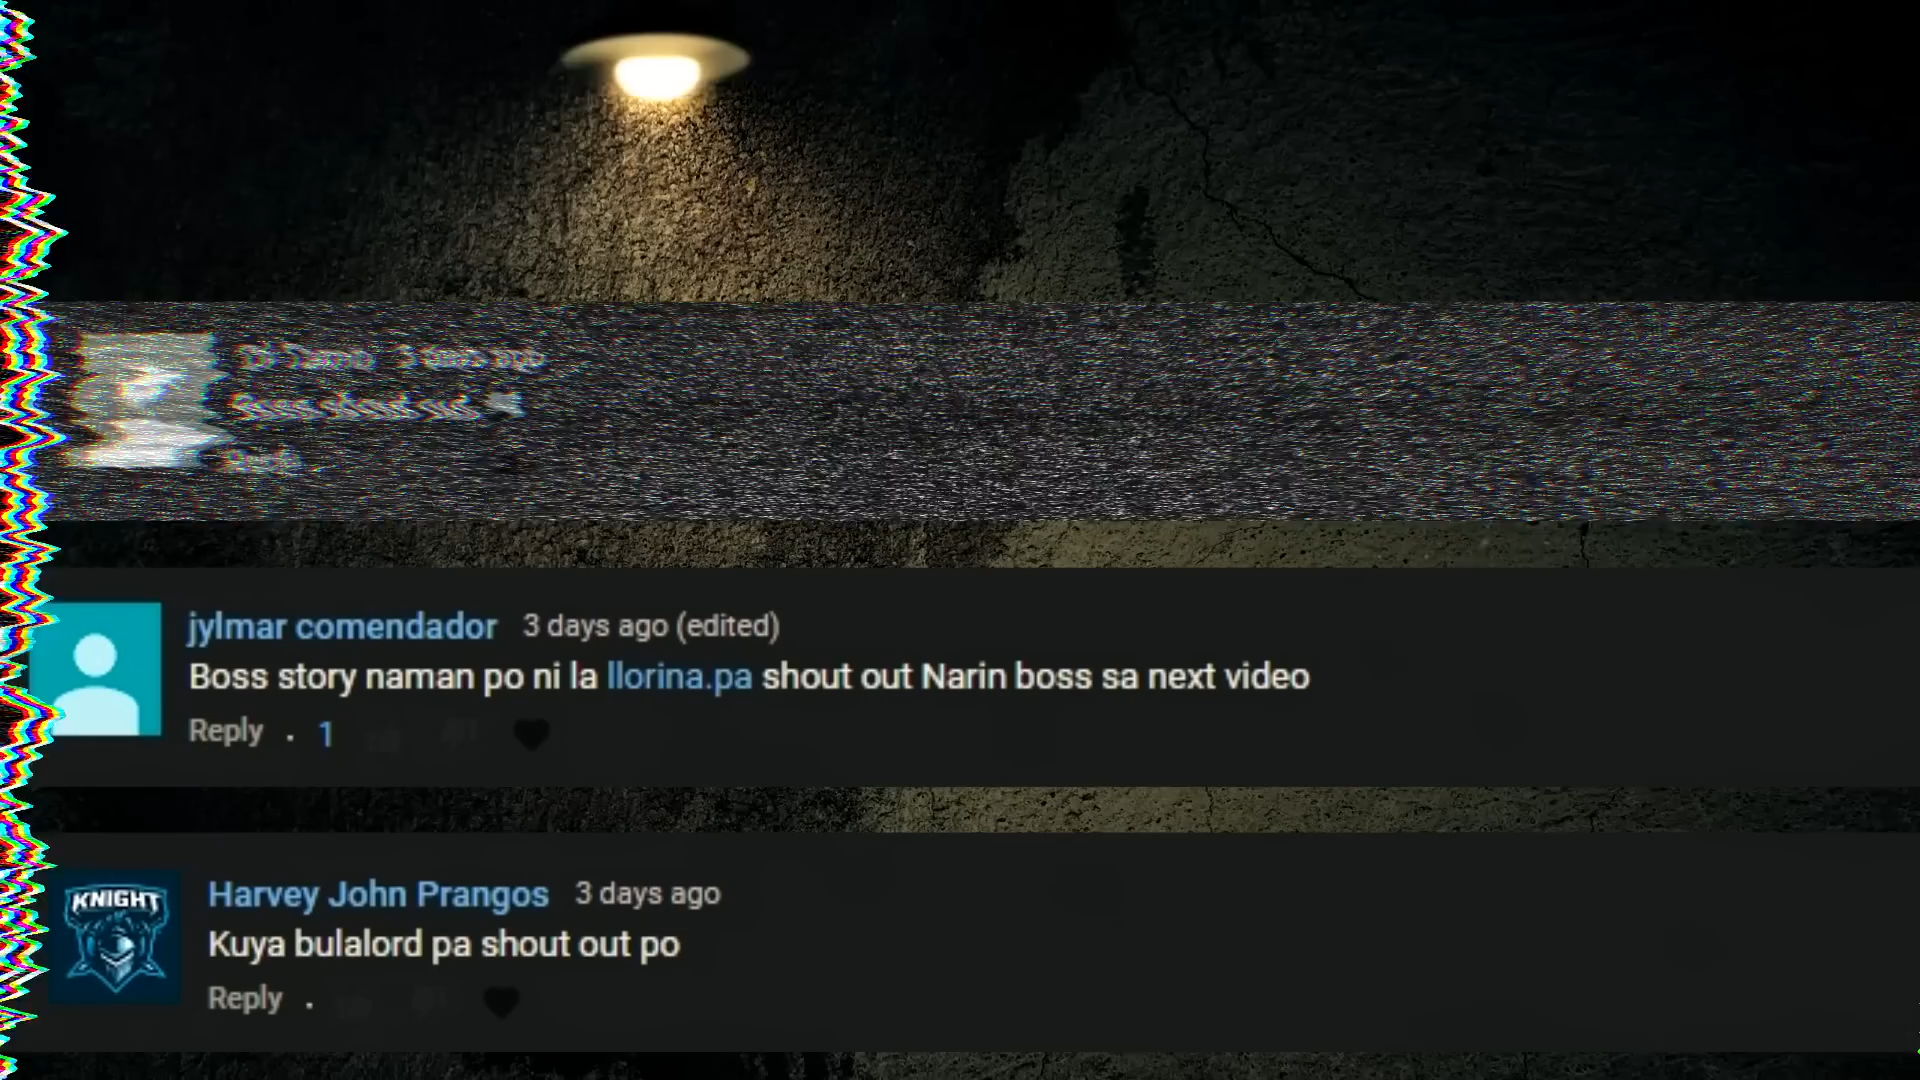 jylmar comendador 3 days ago (edited)
Boss story naman po ni la llorina.pa shout out Narin boss sa next video
Reply . 1
KNIGHT
Harvey John Prangos 3 days ago
Kuya bulalord pa shout out po
Reply .